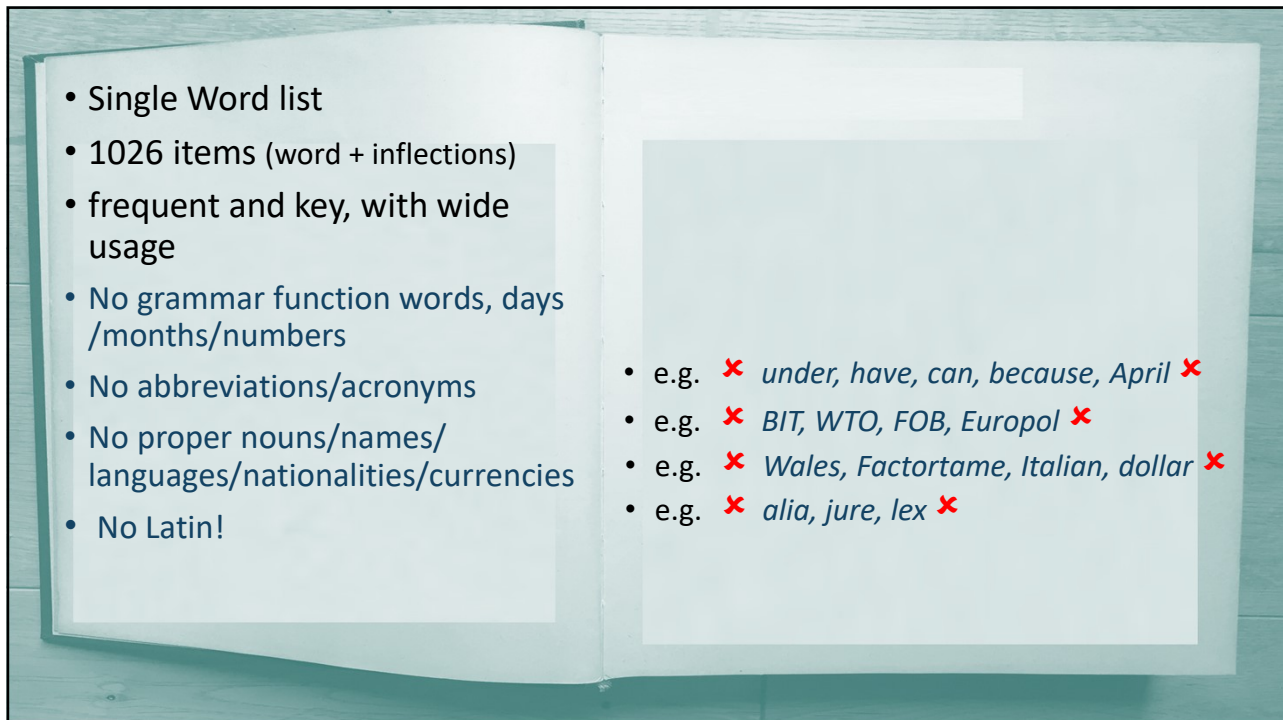 • Single Word list
• 1026 items (word + inflections)
• frequent and key, with wide
usage
• No grammar function words, days
/months/numbers
• No abbreviations/acronyms
• No proper nouns/names/
languages/nationalities/currencies
• No Latin!
• e.g. ✘ under, have, can, because, April ✘
• e.g. ✘ BIT, WTO, FOB, Europol ✘
• e.g. ✘ Wales, Factortame, Italian, dollar ✘
• e.g. ✘ alia, jure, lex ✘